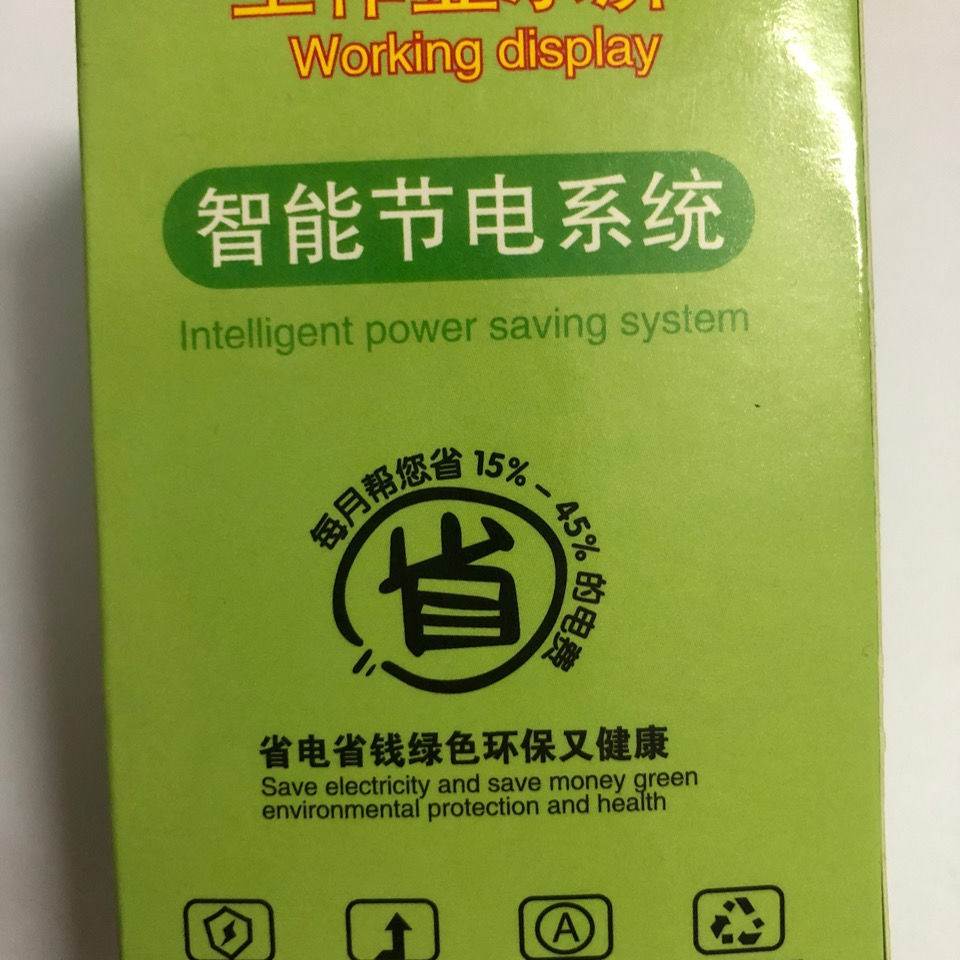 Working display
智能节电系统
Intelligent power saving system
每月帮您省 15% - 45% 的电费
省
省电省钱绿色环保又健康
Save electricity and save money green
environmental protection and health
A